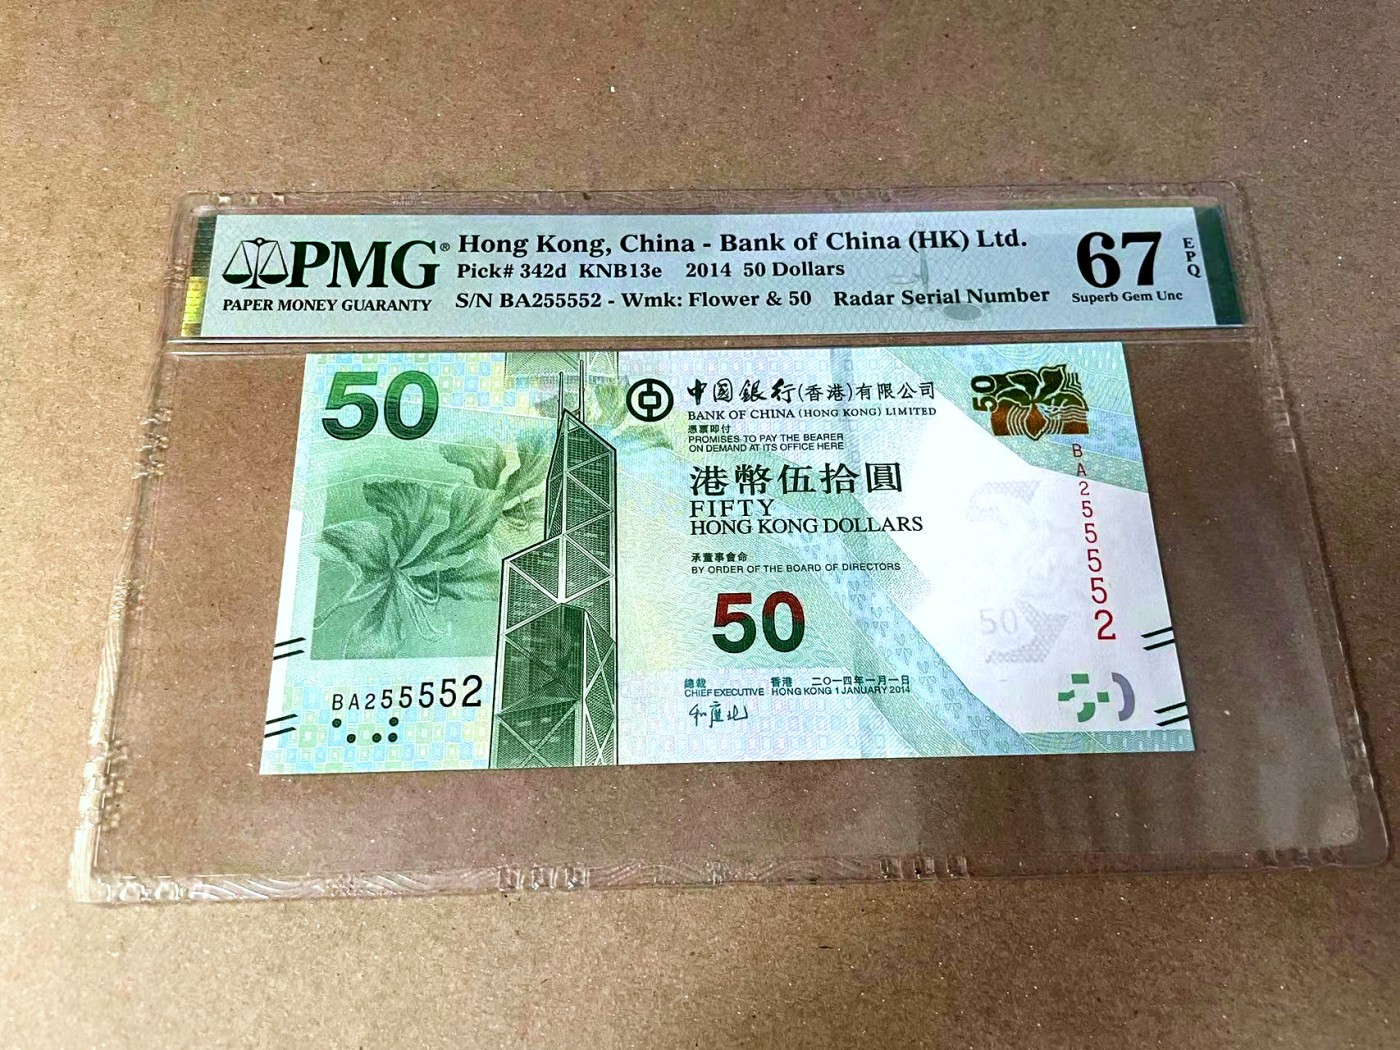 PMG®
PAPER MONEY GUARANTY
Hong Kong, China - Bank of China (HK) Ltd.
Pick# 342d KNB13e 2014 50 Dollars
S/N BA255552 - Wmk: Flower & 50 Radar Serial Number
67
EPQ
Superb Gem Unc
50
中國銀行(香港)有限公司
BANK OF CHINA (HONG KONG) LIMITED
憑票即付
PROMISES TO PAY THE BEARER
ON DEMAND AT ITS OFFICE HERE
港幣伍拾圓
FIFTY
HONG KONG DOLLARS
承董事會命
BY ORDER OF THE BOARD OF DIRECTORS
50
總裁 香港 二〇一四年一月一日
CHIEF EXECUTIVE HONG KONG 1 JANUARY 2014
BA255552
50
BA255552
50